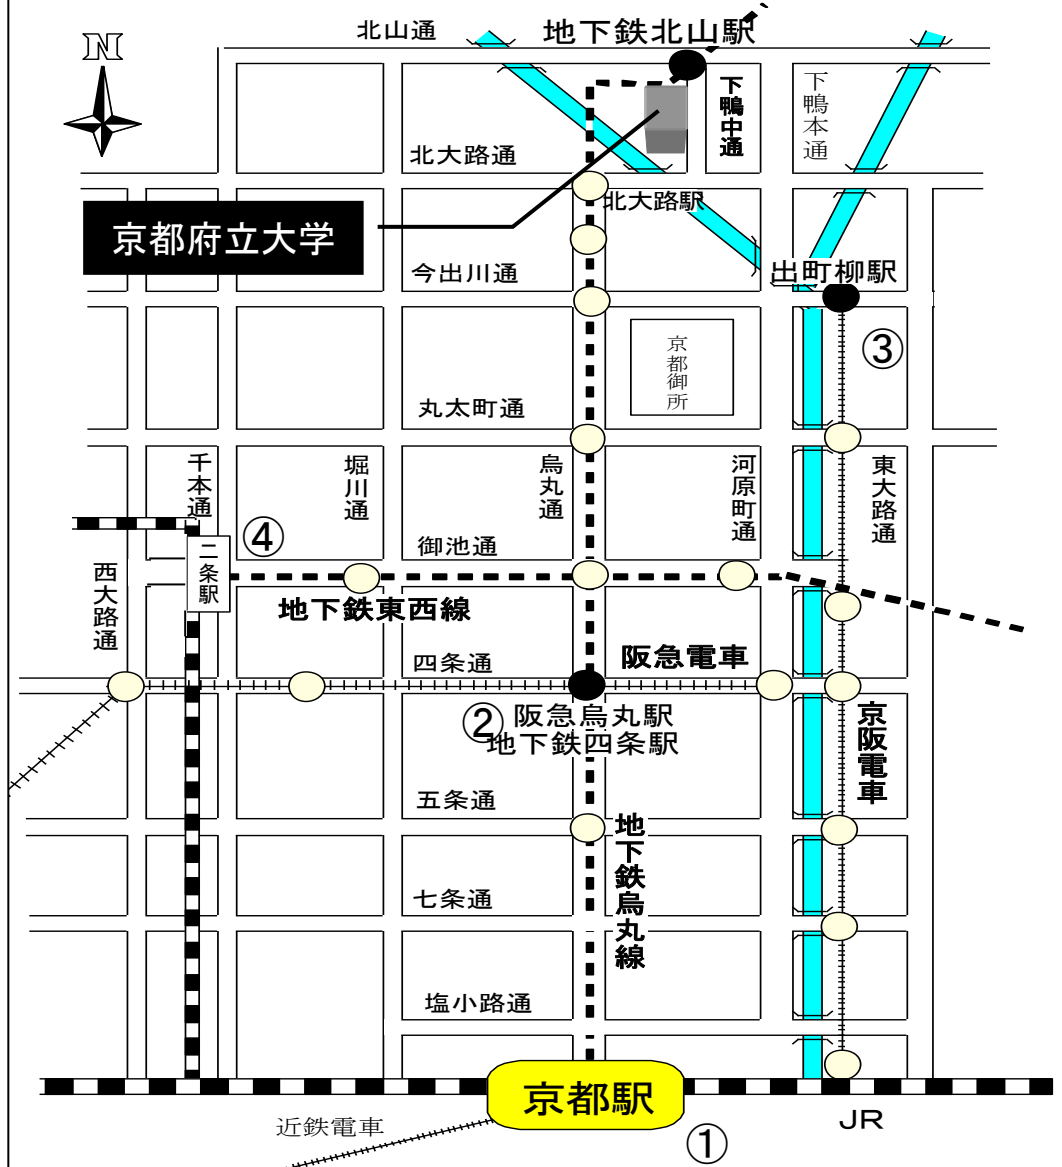 北山通
地下鉄北山駅
N
下鴨中通
下鴨本通
北大路通
北大路駅
京都府立大学
今出川通
出町柳駅
③
京都御所
丸太町通
千本通
堀川通
烏丸通
河原町通
東大路通
④
御池通
二条駅
西大路通
地下鉄東西線
四条通
阪急電車
②
阪急烏丸駅
地下鉄四条駅
京阪電車
五条通
地下鉄烏丸線
七条通
塩小路通
京都駅
近鉄電車
JR
①